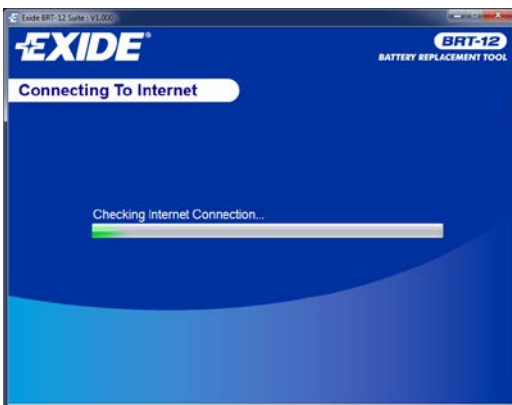 Exide BRT-12 Suite : V1.000
EXIDE®
BRT-12
BATTERY REPLACEMENT TOOL
Connecting To Internet
Checking Internet Connection...